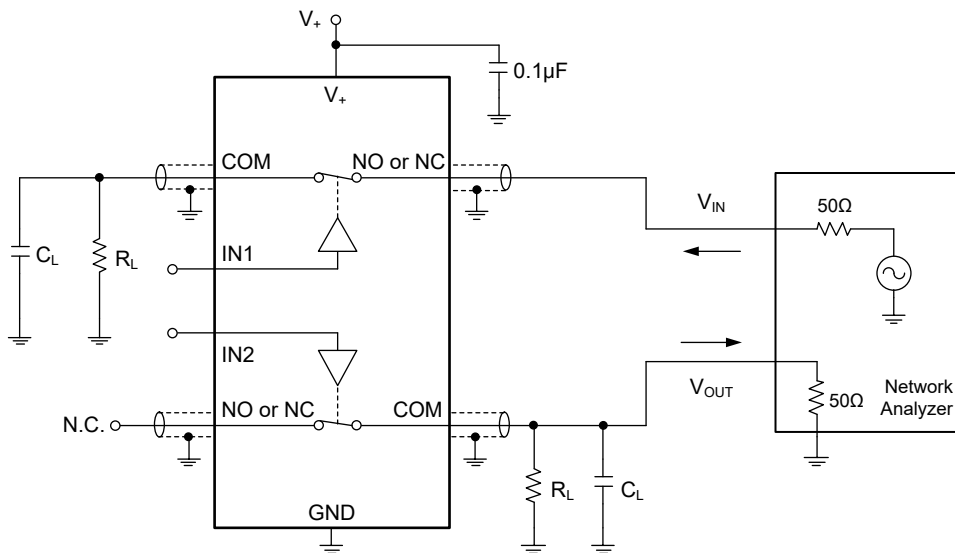 V+
0.1µF
V+
COM
NO or NC
CL
RL
IN1
IN2
VIN
50Ω
VOUT
50Ω
Network
Analyzer
N.C.
NO or NC
COM
RL
CL
GND